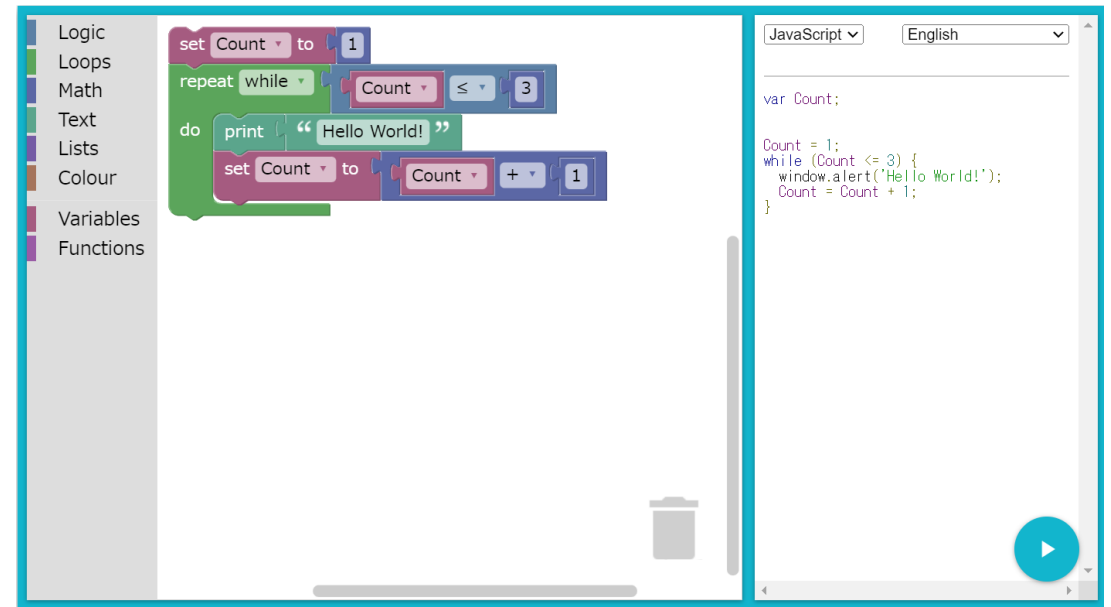 Logic
Loops
Math
Text
Lists
Colour
Variables
Functions
set Count to 1
repeat while Count ≤ 3
do print “ Hello World! ”
set Count to Count + 1
JavaScript English
var Count;
Count = 1;
while (Count <= 3) {
  window.alert('Hello World!');
  Count = Count + 1;
}